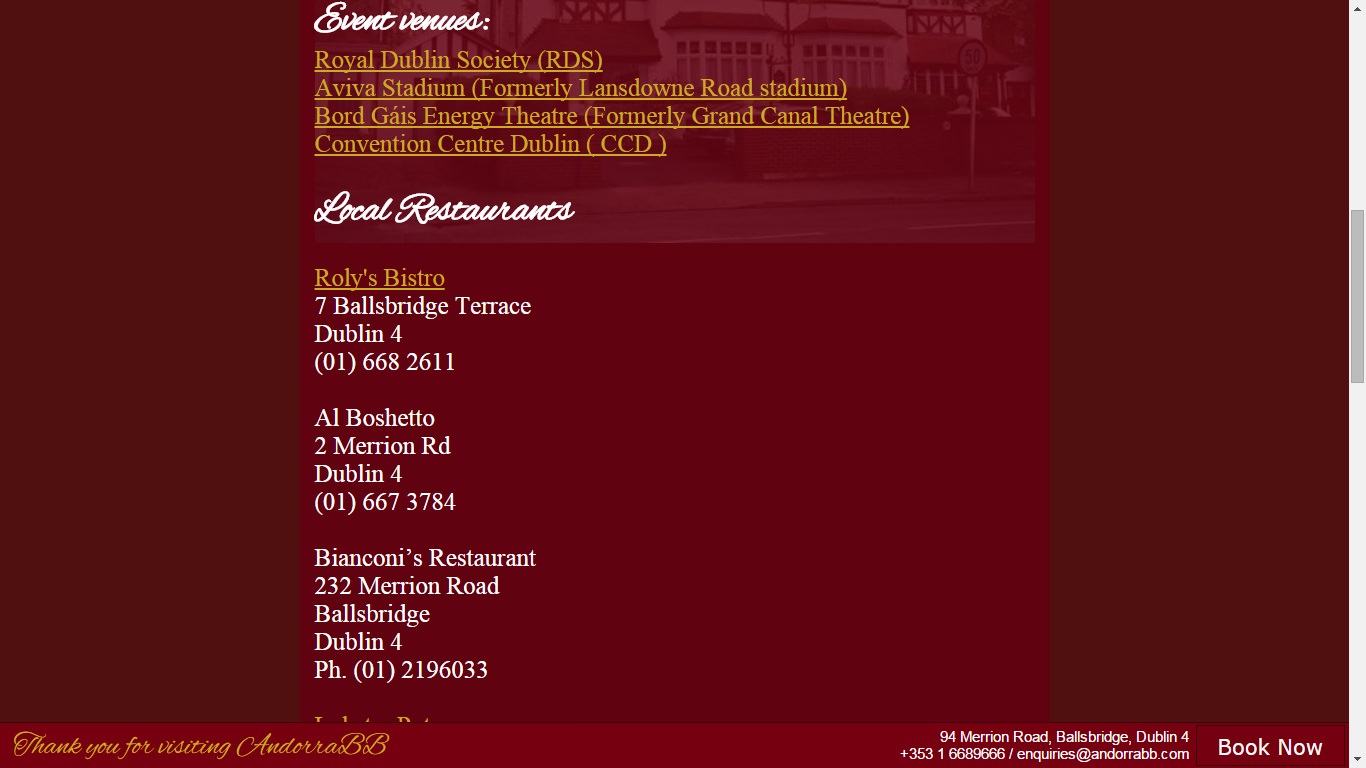 Event venues:
Royal Dublin Society (RDS)
Aviva Stadium (Formerly Lansdowne Road stadium)
Bord Gáis Energy Theatre (Formerly Grand Canal Theatre)
Convention Centre Dublin ( CCD )
Local Restaurants
Roly's Bistro
7 Ballsbridge Terrace
Dublin 4
(01) 668 2611
Al Boshetto
2 Merrion Rd
Dublin 4
(01) 667 3784
Bianconi’s Restaurant
232 Merrion Road
Ballsbridge
Dublin 4
Ph. (01) 2196033
Thank you for visiting AndorraBB
94 Merrion Road, Ballsbridge, Dublin 4
+353 1 6689666 / enquiries@andorrabb.com
Book Now
50